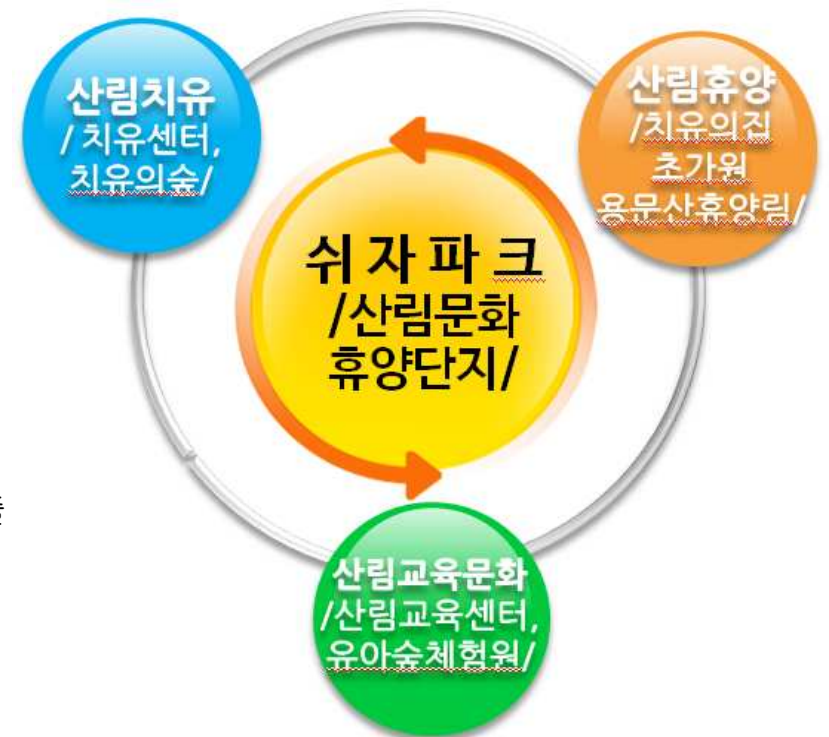 산림치유
/ 치유센터,
치유의숲/
산림휴양
/치유의집
초가원
용문산휴양림/
쉬 자 파 크
/산림문화
휴양단지/
산림교육문화
/산림교육센터,
유아숲체험원/